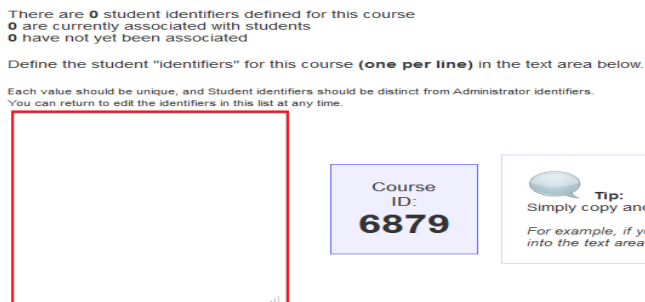 There are 0 student identifiers defined for this course
0 are currently associated with students
0 have not yet been associated
Define the student "identifiers" for this course (one per line) in the text area below.
Each value should be unique, and Student identifiers should be distinct from Administrator identifiers.
You can return to edit the identifiers in this list at any time.
Course
ID:
6879
Tip:
Simply copy and
For example, if y
into the text area